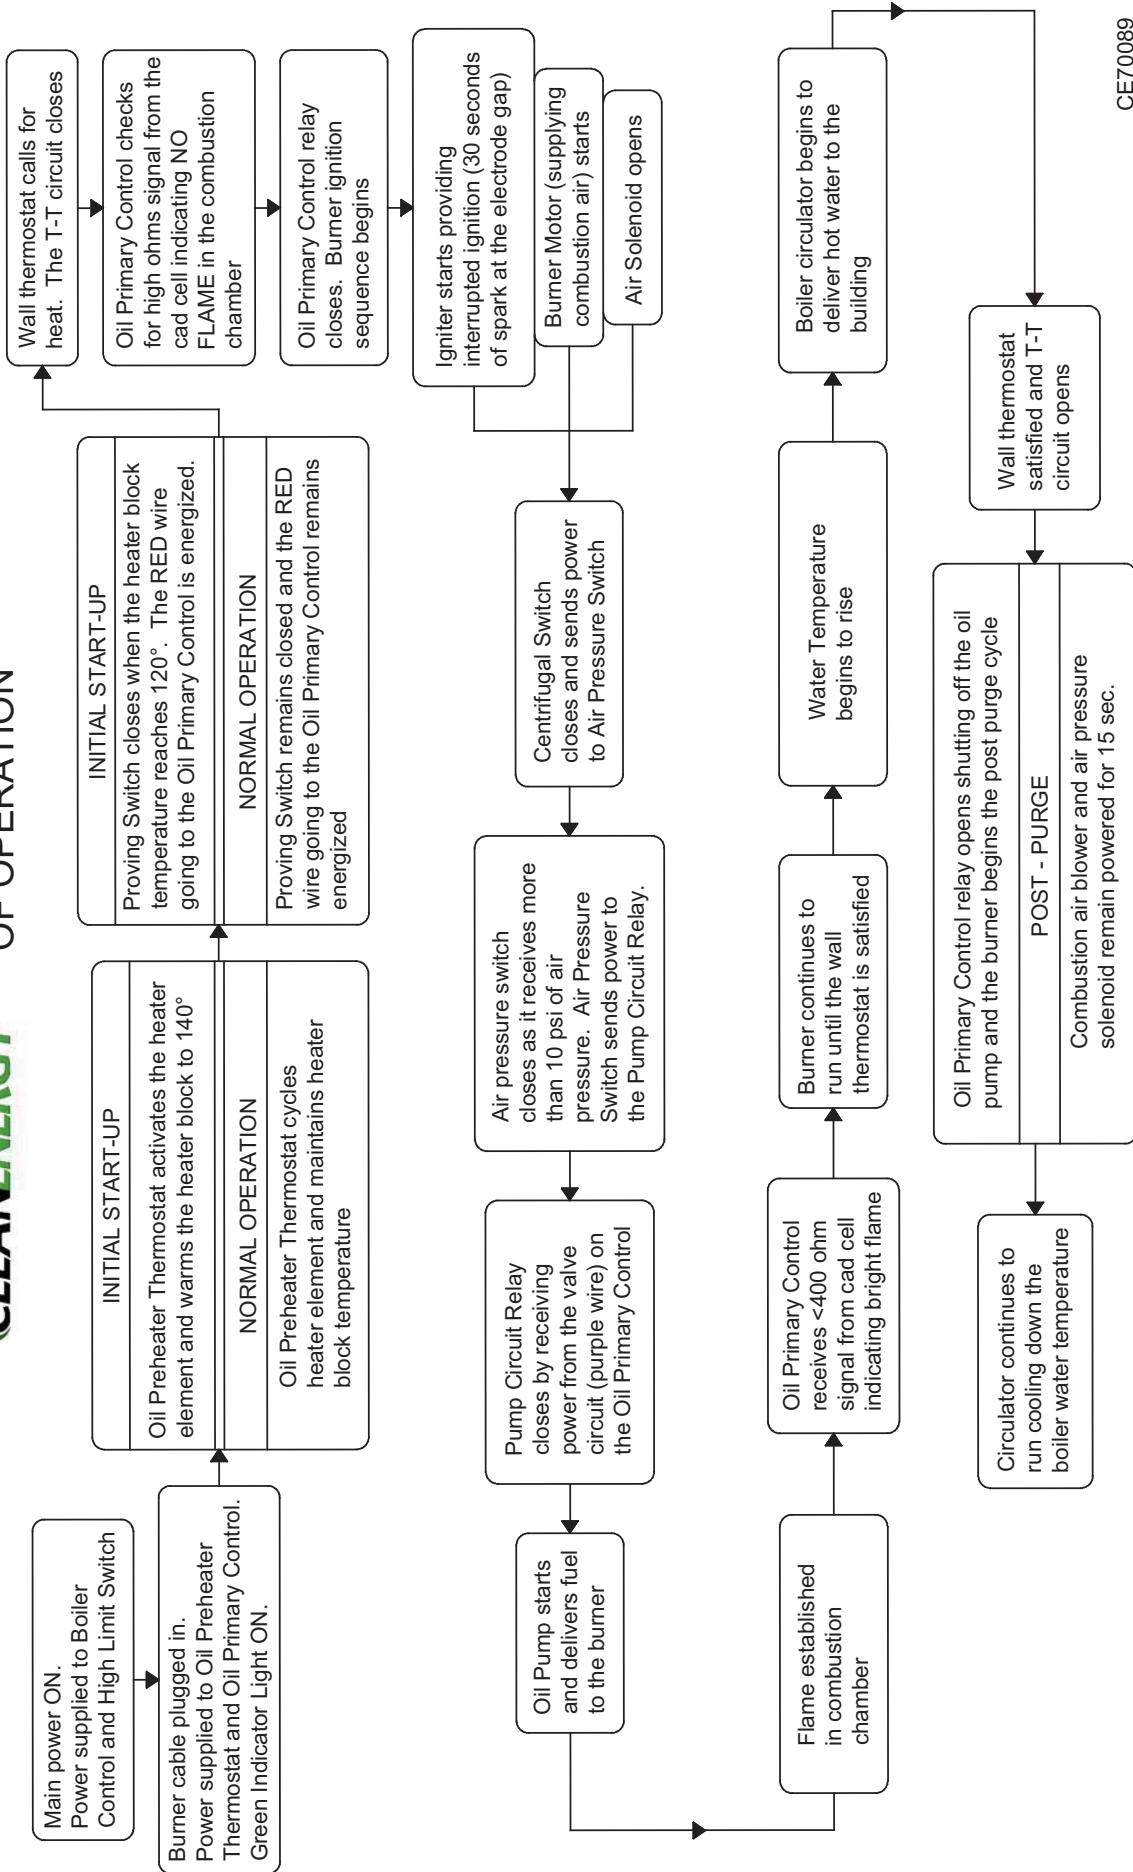 OF OPERATION
Main power ON.
Power supplied to Boiler
Control and High Limit Switch
Burner cable plugged in.
Power supplied to Oil Preheater
Thermostat and Oil Primary Control.
Green Indicator Light ON.
INITIAL START-UP
Oil Preheater Thermostat activates the heater
element and warms the heater block to 140°
NORMAL OPERATION
Oil Preheater Thermostat cycles
heater element and maintains heater
block temperature
INITIAL START-UP
Proving Switch closes when the heater block
temperature reaches 120°. The RED wire
going to the Oil Primary Control is energized.
NORMAL OPERATION
Proving Switch remains closed and the RED
wire going to the Oil Primary Control remains
energized
Wall thermostat calls for
heat. The T-T circuit closes
Oil Primary Control checks
for high ohms signal from the
cad cell indicating NO
FLAME in the combustion
chamber
Oil Primary Control relay
closes. Burner ignition
sequence begins
Igniter starts providing
interrupted ignition (30 seconds
of spark at the electrode gap)
Burner Motor (supplying
combustion air) starts
Air Solenoid opens
Centrifugal Switch
closes and sends power
to Air Pressure Switch
Air pressure switch
closes as it receives more
than 10 psi of air
pressure. Air Pressure
Switch sends power to
the Pump Circuit Relay.
Pump Circuit Relay
closes by receiving
power from the valve
circuit (purple wire) on
the Oil Primary Control
Oil Pump starts
and delivers fuel
to the burner
Flame established
in combustion
chamber
Oil Primary Control
receives <400 ohm
signal from cad cell
indicating bright flame
Burner continues to
run until the wall
thermostat is satisfied
Water Temperature
begins to rise
Boiler circulator begins to
deliver hot water to the
building
Wall thermostat
satisfied and T-T
circuit opens
Oil Primary Control relay opens shutting off the oil
pump and the burner begins the post purge cycle
POST - PURGE
Combustion air blower and air pressure
solenoid remain powered for 15 sec.
Circulator continues to
run cooling down the
boiler water temperature
CE70089